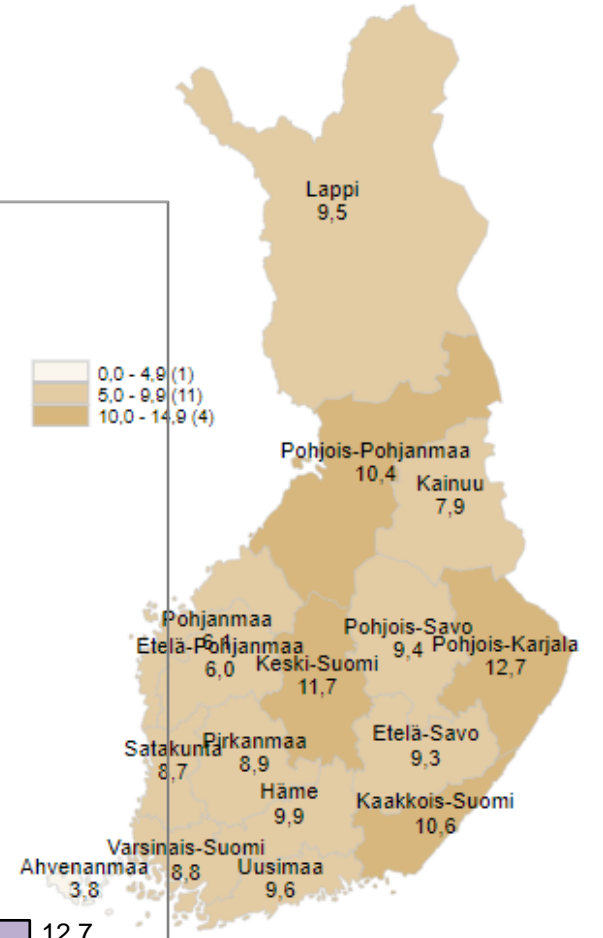 Lappi
9,5
0,0 - 4,9 (1)
5,0 - 9,9 (11)
10,0 - 14,9 (4)
Pohjois-Pohjanmaa
10,4
Kainuu
7,9
Pohjanmaa
Etelä-Pohjanmaa
6,0
Keski-Suomi
11,7
Pohjois-Savo
9,4
Pohjois-Karjala
12,7
Satakunta
8,7
Pirkanmaa
8,9
Etelä-Savo
9,3
Häme
9,9
Kaakkois-Suomi
10,6
Varsinais-Suomi
8,8
Ahvenanmaa
3,8
Uusimaa
9,6
12,7